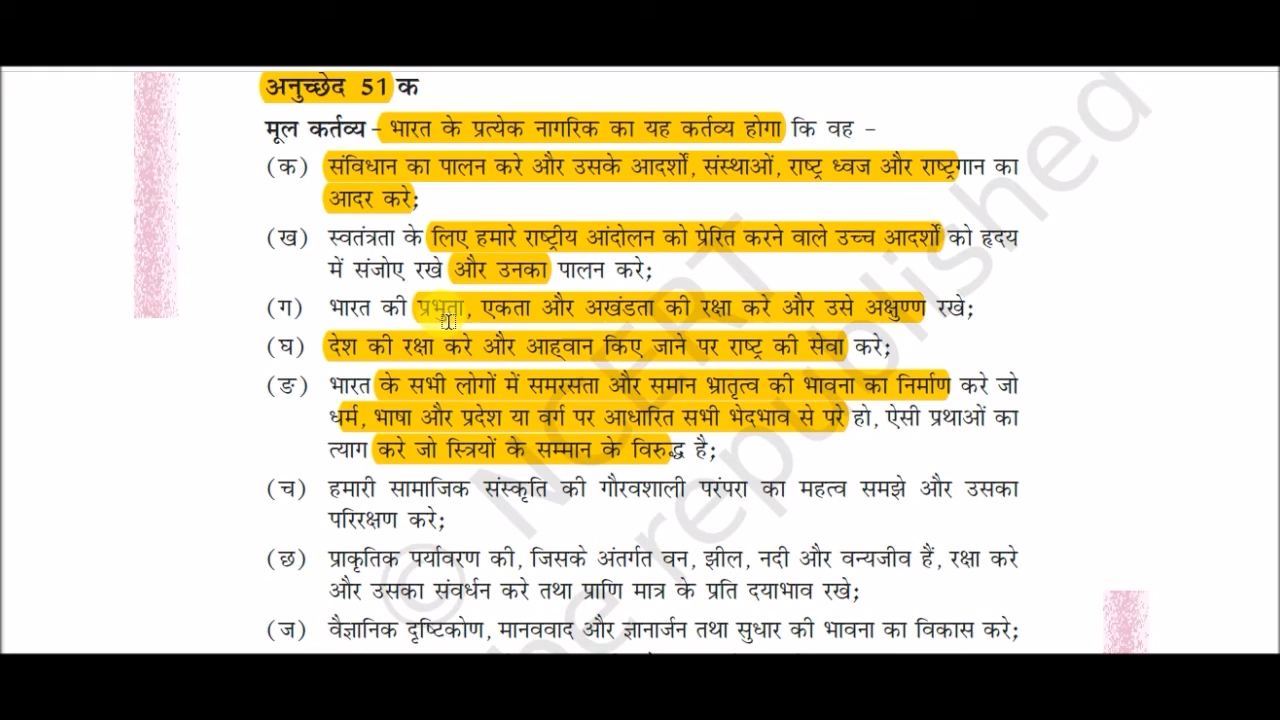 अनुच्छेद 51 क
मूल कर्तव्य - भारत के प्रत्येक नागरिक का यह कर्तव्य होगा कि वह -
(क) संविधान का पालन करे और उसके आदर्शों, संस्थाओं, राष्ट्र ध्वज और राष्ट्रगान का
आदर करे;
(ख) स्वतंत्रता के लिए हमारे राष्ट्रीय आंदोलन को प्रेरित करने वाले उच्च आदर्शों को हृदय
में संजोए रखे और उनका पालन करे;
(ग) भारत की प्रभुता, एकता और अखंडता की रक्षा करे और उसे अक्षुण्ण रखे;
(घ) देश की रक्षा करे और आह्वान किए जाने पर राष्ट्र की सेवा करे;
(ङ) भारत के सभी लोगों में समरसता और समान भ्रातृत्व की भावना का निर्माण करे जो
धर्म, भाषा और प्रदेश या वर्ग पर आधारित सभी भेदभाव से परे हो, ऐसी प्रथाओं का
त्याग करे जो स्त्रियों के सम्मान के विरुद्ध है;
(च) हमारी सामाजिक संस्कृति की गौरवशाली परंपरा का महत्व समझे और उसका
परिरक्षण करे;
(छ) प्राकृतिक पर्यावरण की, जिसके अंतर्गत वन, झील, नदी और वन्यजीव हैं, रक्षा करे
और उसका संवर्धन करे तथा प्राणि मात्र के प्रति दयाभाव रखे;
(ज) वैज्ञानिक दृष्टिकोण, मानववाद और ज्ञानार्जन तथा सुधार की भावना का विकास करे;
© NCERT
be republished